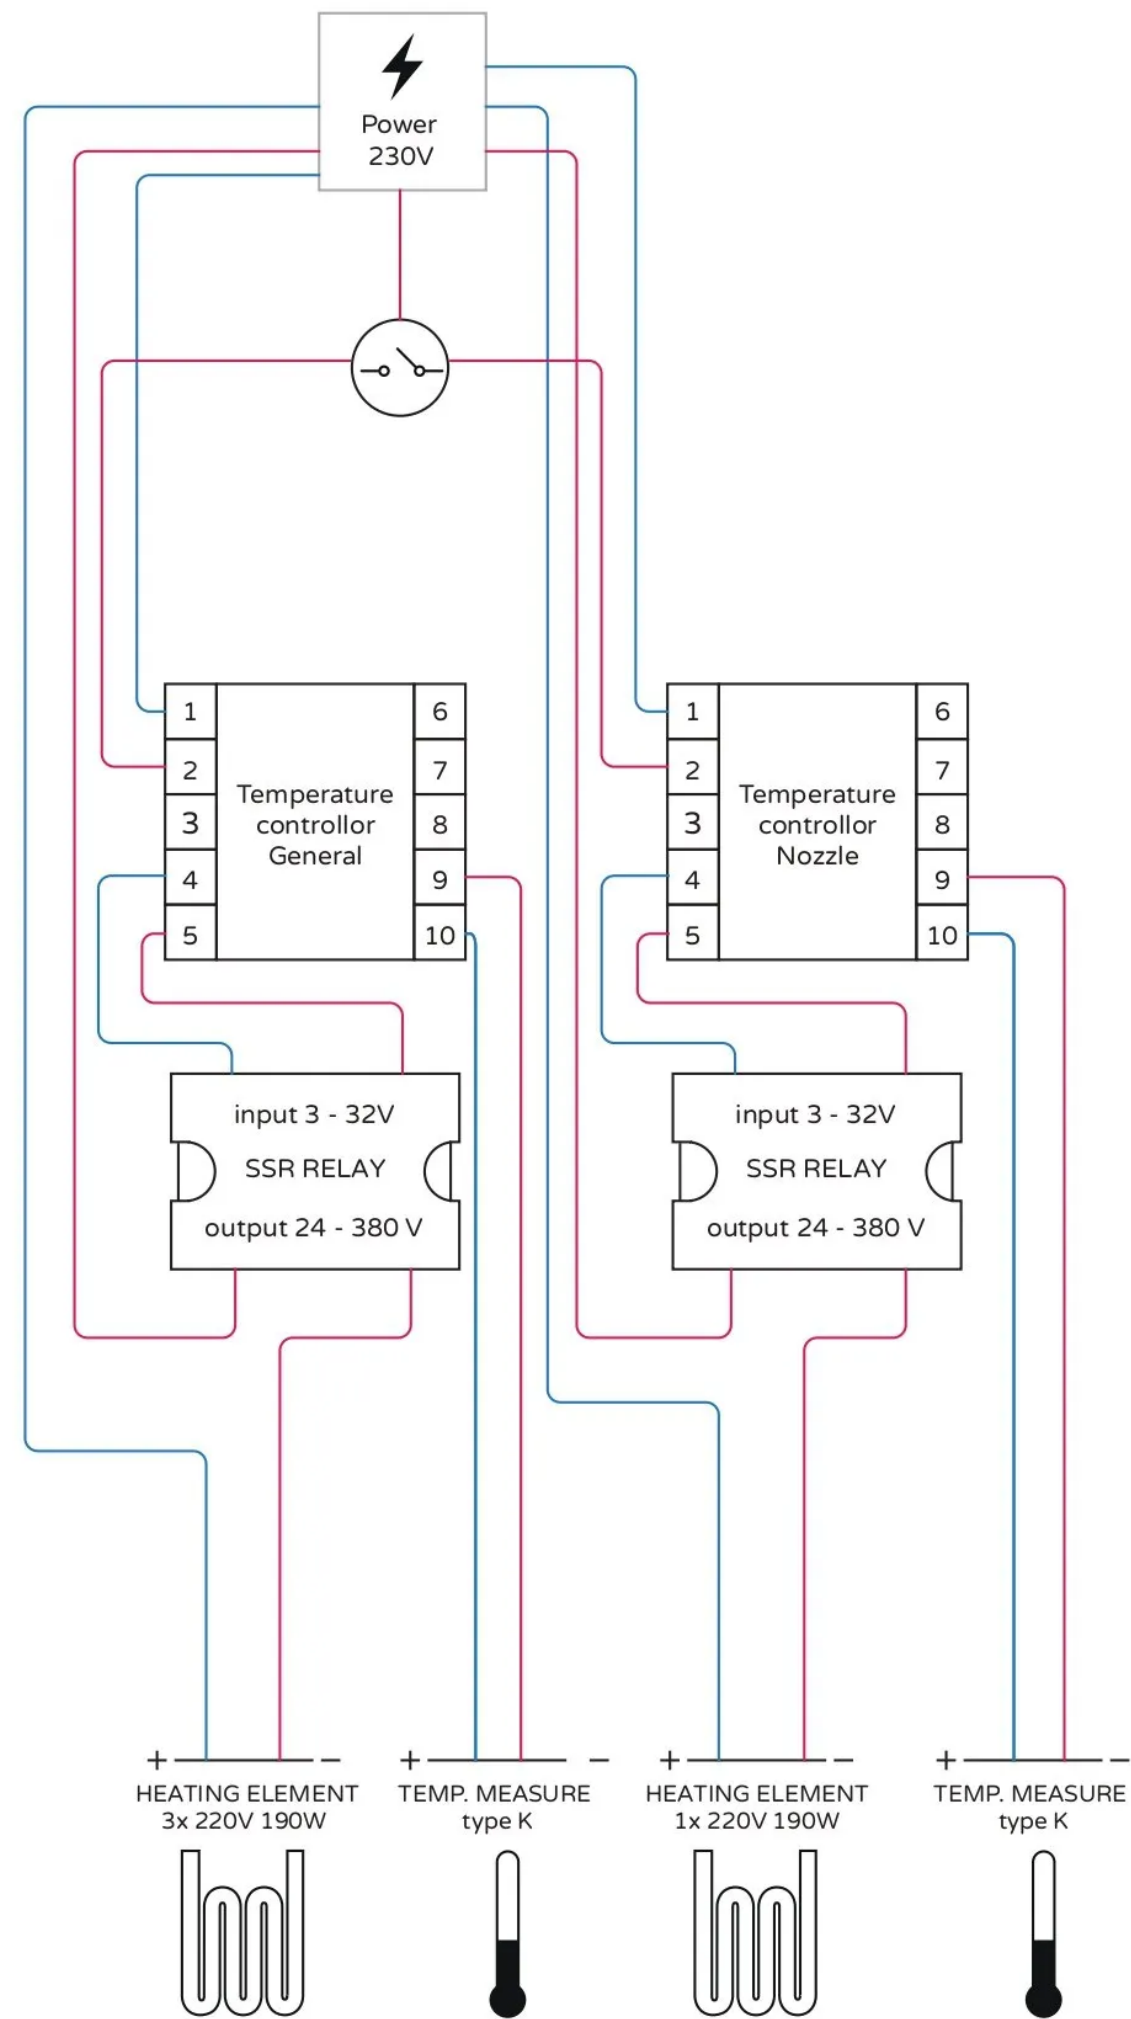 Power
230V
1
2
3
4
5
Temperature
controllor
General
6
7
8
9
10
1
2
3
4
5
Temperature
controllor
Nozzle
6
7
8
9
10
input 3 - 32V
SSR RELAY
output 24 - 380 V
input 3 - 32V
SSR RELAY
output 24 - 380 V
+ −
HEATING ELEMENT
3x 220V 190W
+ −
TEMP. MEASURE
type K
+ −
HEATING ELEMENT
1x 220V 190W
+ −
TEMP. MEASURE
type K